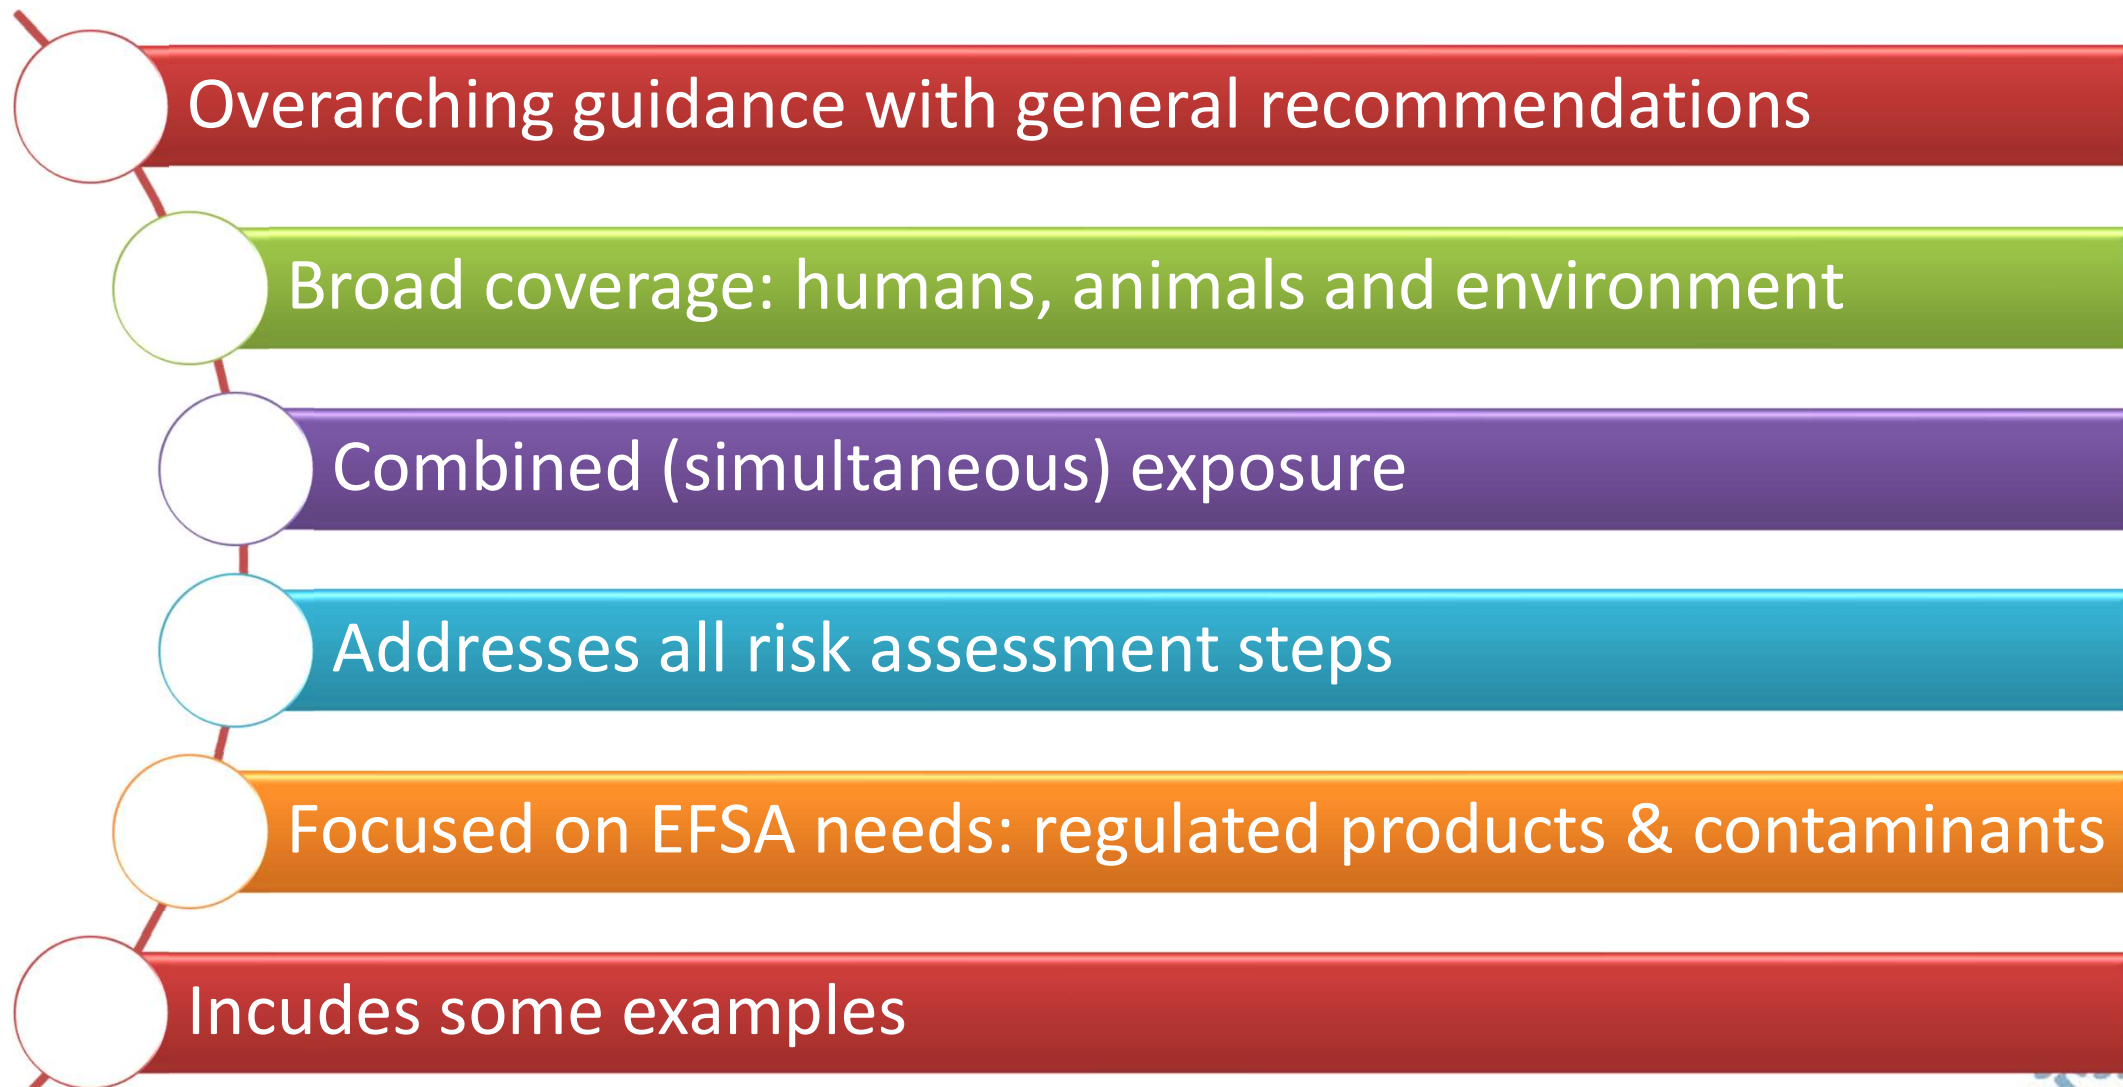 Overarching guidance with general recommendations
Broad coverage: humans, animals and environment
Combined (simultaneous) exposure
Addresses all risk assessment steps
Focused on EFSA needs: regulated products & contaminants
Incudes some examples